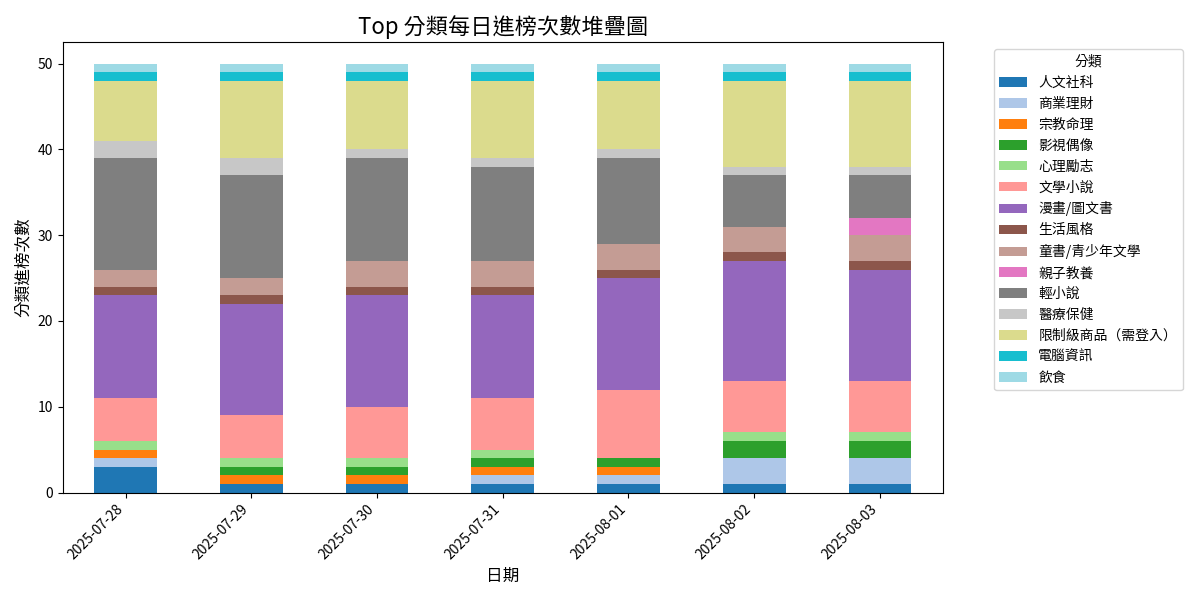 Top 分類每日進榜次數堆疊圖
分類進榜次數
50
40
30
20
10
0
2025-07-28
2025-07-29
2025-07-30
2025-07-31
2025-08-01
2025-08-02
2025-08-03
日期
分類
人文社科
商業理財
宗教命理
影視偶像
心理勵志
文學小說
漫畫/圖文書
生活風格
童書/青少年文學
親子教養
輕小說
醫療保健
限制級商品（需登入）
電腦資訊
飲食